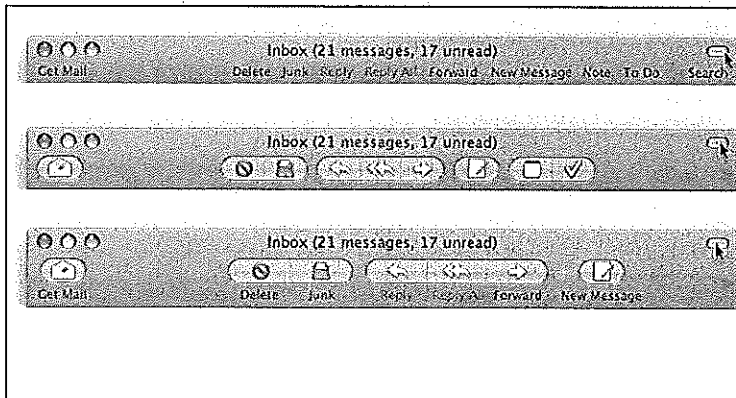 Inbox (21 messages, 17 unread)
Get Mail Delete Junk Reply Reply All Forward New Message Note To Do Search
Inbox (21 messages, 17 unread)
Inbox (21 messages, 17 unread)
Get Mail Delete Junk Reply Reply All Forward New Message